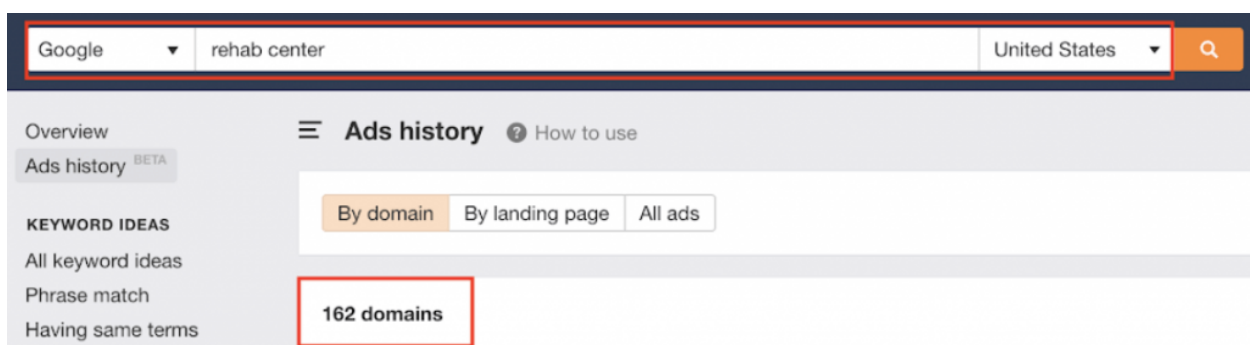 Google rehab center United States
Overview
Ads history BETA
KEYWORD IDEAS
All keyword ideas
Phrase match
Having same terms
Ads history ? How to use
By domain By landing page All ads
162 domains